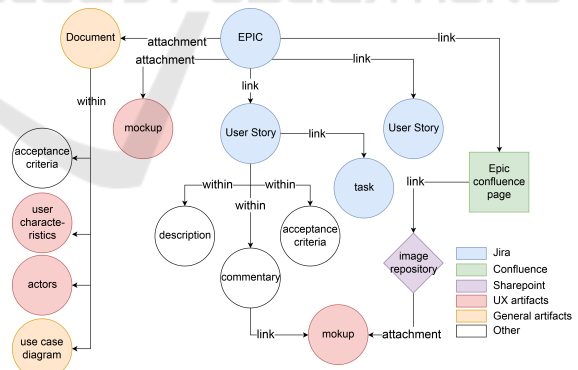 Document
attachment
EPIC
link
attachment
link
link
within
mockup
User Story
link
User Story
acceptance
criteria
Epic
confluence
page
task
link
within
within
within
user
characte-
ristics
description
acceptance
criteria
image
repository
commentary
actors
Jira
Confluence
Sharepoint
UX artifacts
General artifacts
Other
link
mokup
attachment
use case
diagram